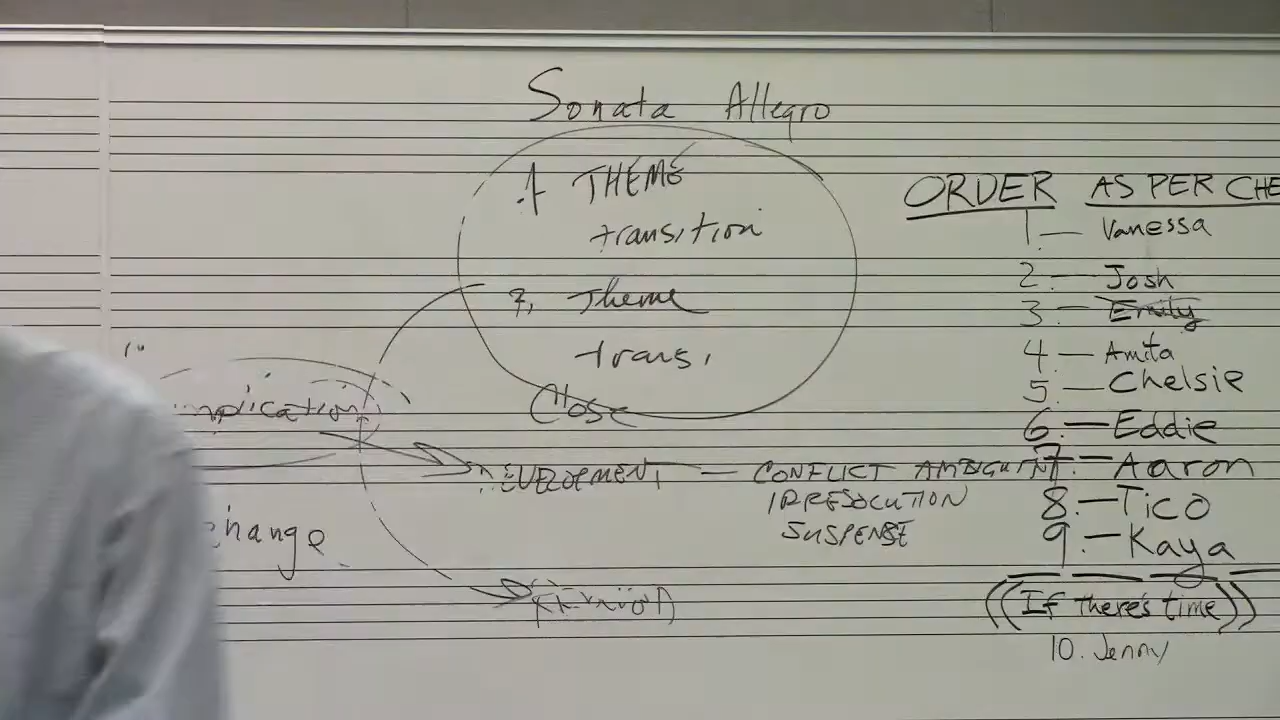 Sonata Allegro
1 THEME
transition
2. Theme
trans.
Close
DEVELOPMENT — CONFLICT AMBIGUITY
IRRESOLUTION
SUSPENSE
change
ORDER AS PER CHE
1 — Vanessa
2. — Josh
3. — Emily
4 — Amita
5. — Chelsie
6. — Eddie
7. — Aaron
8. — Tico
9. — Kaya
((If There's time))
10. Jenny